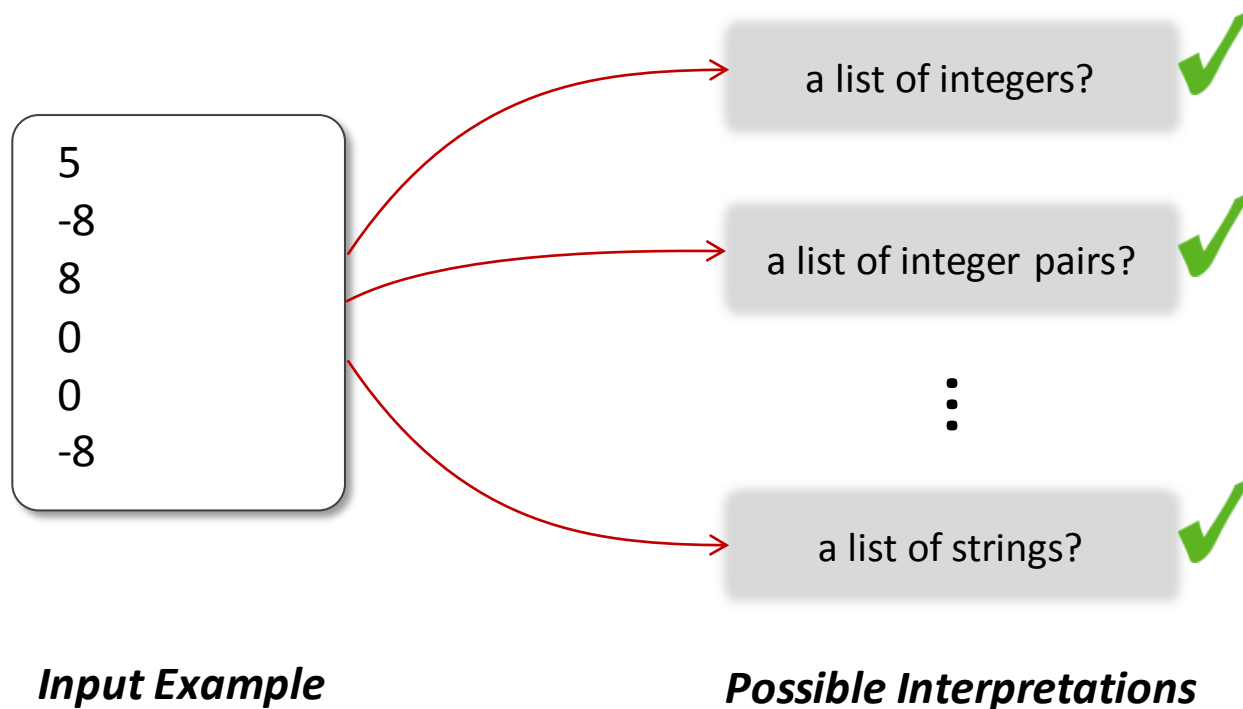 5
-8
8
0
0
-8
a list of integers?
a list of integer pairs?
a list of strings?
Input Example
Possible Interpretations